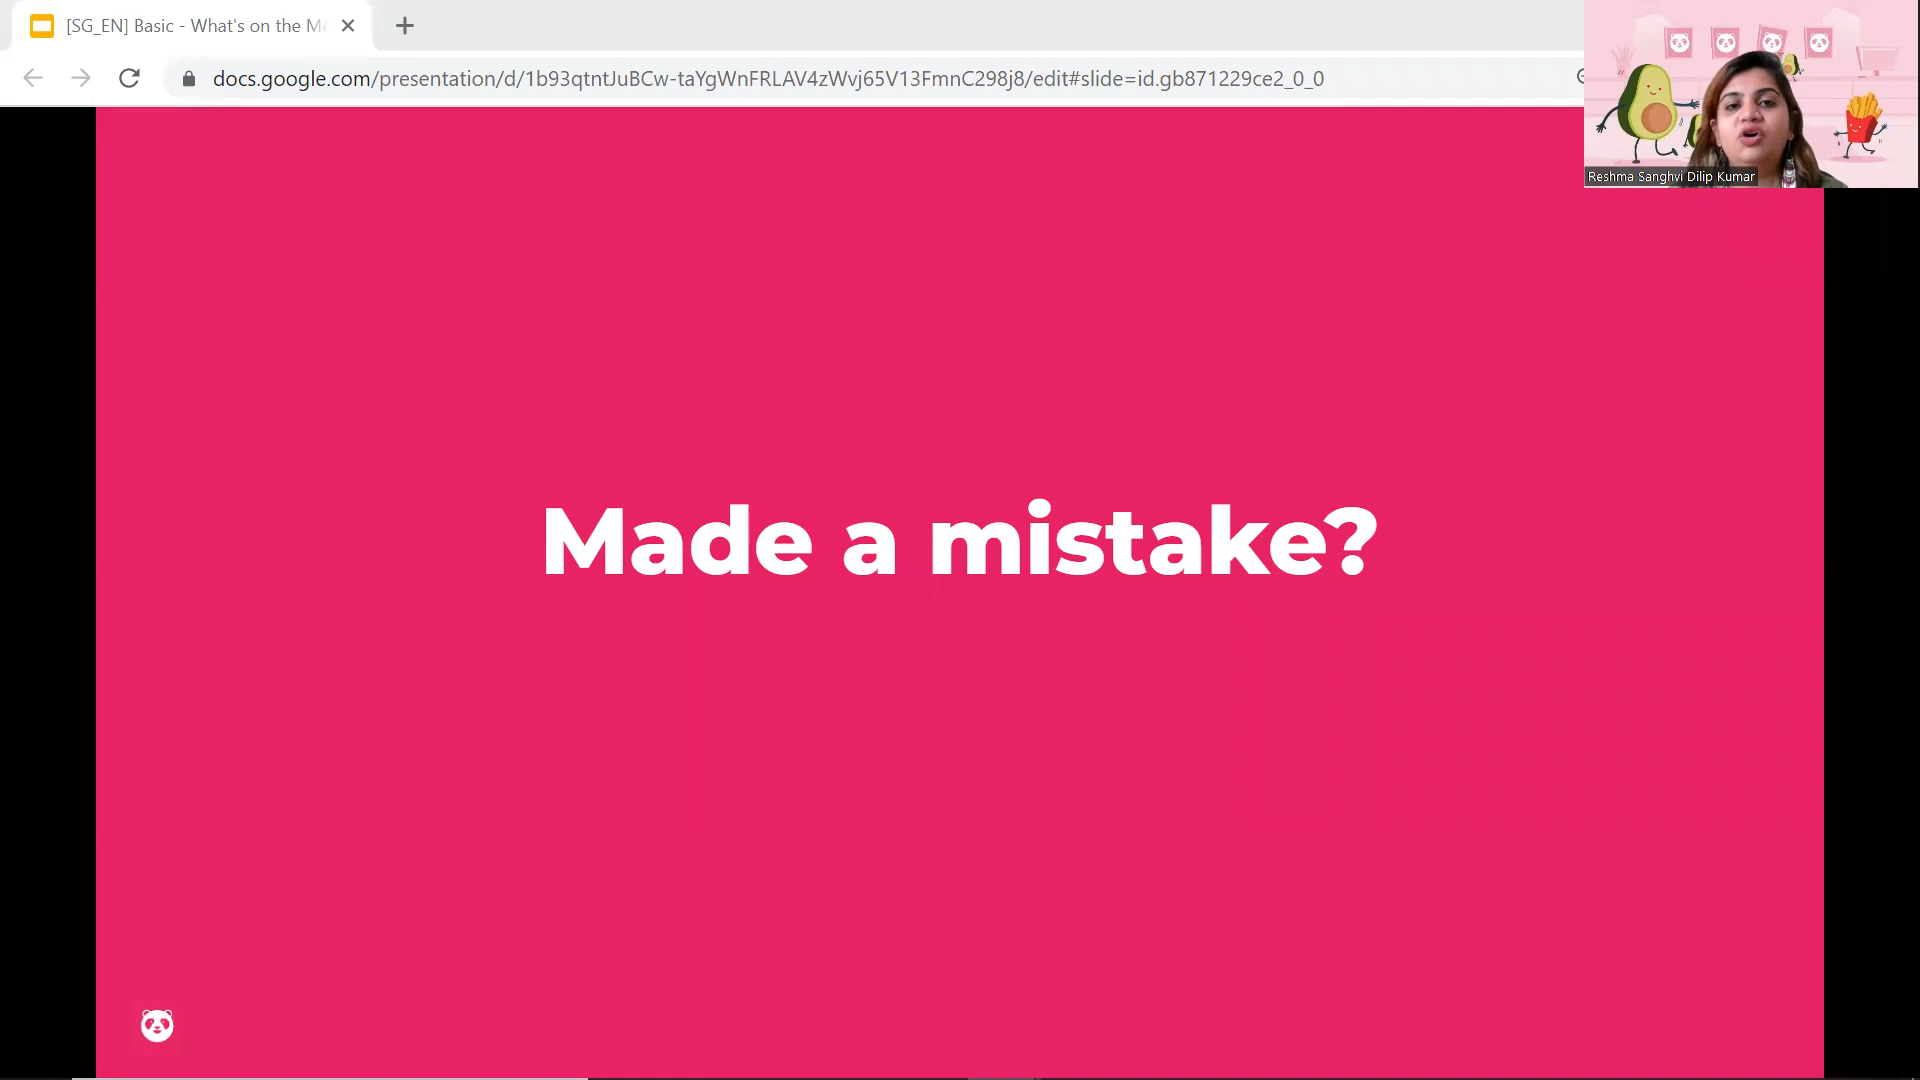 [SG_EN] Basic - What's on the Me
docs.google.com/presentation/d/1b93qtntJuBCw-taYgWnFRLAV4zWvj65V13FmnC298j8/edit#slide=id.gb871229ce2_0_0
Reshma Sanghvi Dilip Kumar
Made a mistake?